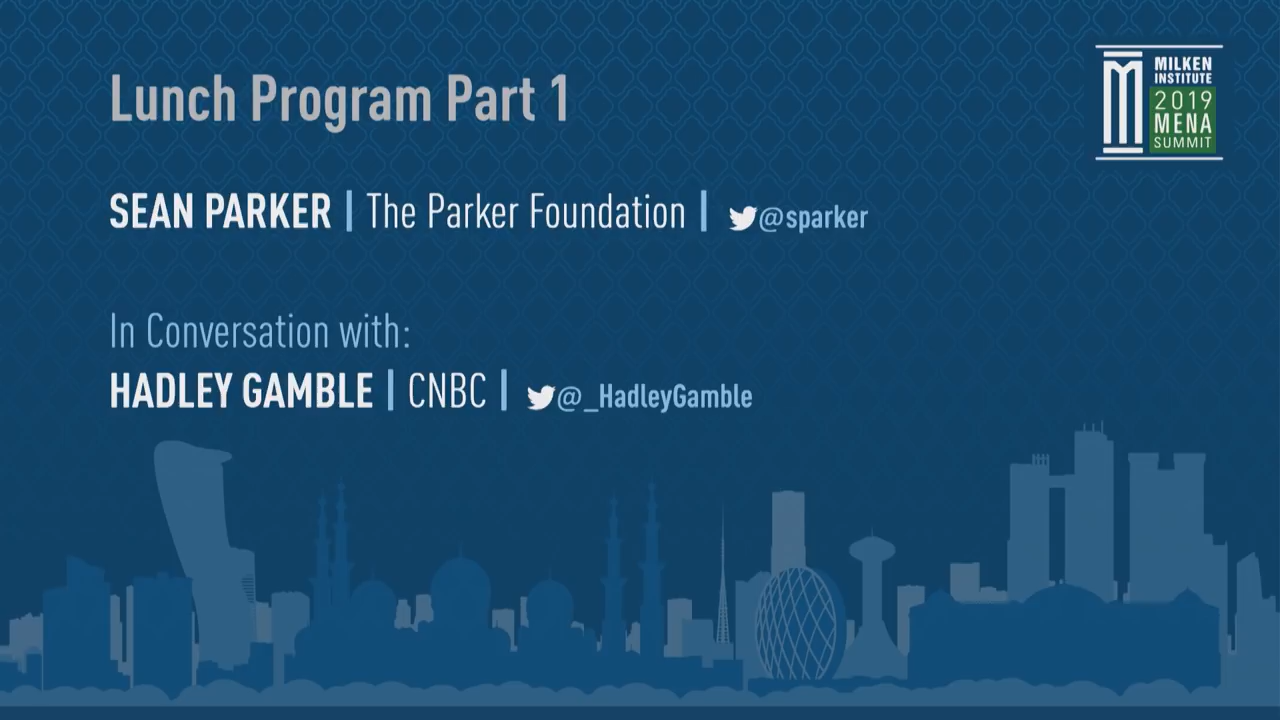 Lunch Program Part 1
MILKEN
INSTITUTE
2019
MENA
SUMMIT
SEAN PARKER | The Parker Foundation | @sparker
In Conversation with:
HADLEY GAMBLE | CNBC | @_HadleyGamble